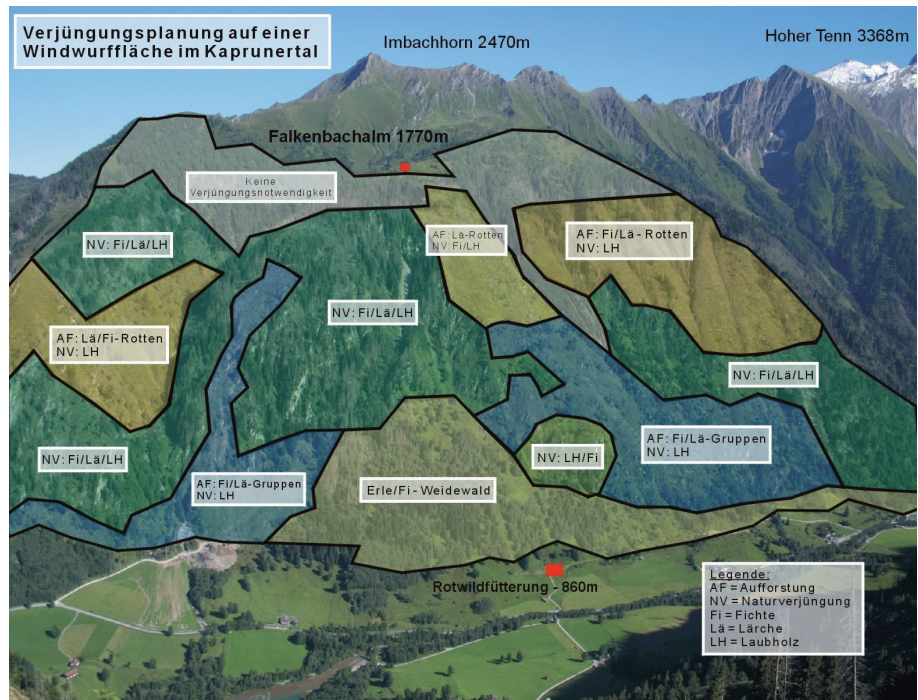 Verjüngungsplanung auf einer
Windwurffläche im Kaprunertal
Imbachhorn 2470m
Hoher Tenn 3368m
Falkenbachalm 1770m
Keine
Verjüngungsnotwendigkeit
NV: Fi/Lä/LH
AF: Lä-Rotten
NV: Fi/LH
AF: Fi/Lä-Rotten
NV: LH
NV: Fi/Lä/LH
AF: Lä/Fi-Rotten
NV: LH
NV: Fi/Lä/LH
NV: Fi/Lä/LH
AF: Fi/Lä-Gruppen
NV: LH
NV: LH/Fi
AF: Fi/Lä-Gruppen
NV: LH
Erle/Fi-Weidewald
Rotwildfütterung - 860m
Legende:
AF = Aufforstung
NV = Naturverjüngung
Fi = Fichte
Lä = Lärche
LH = Laubholz